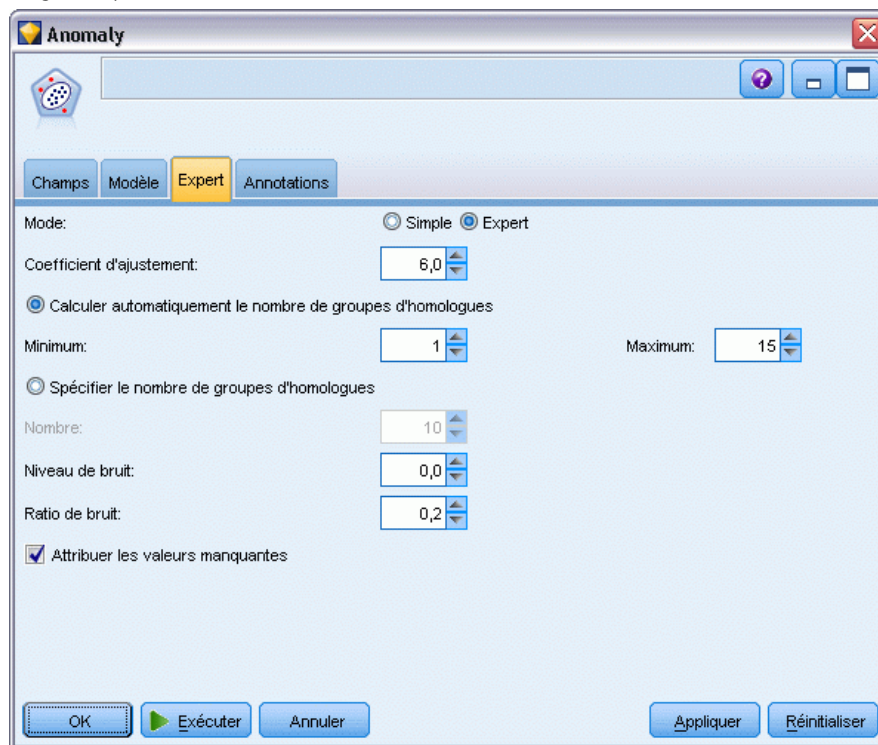 Anomaly
Champs Modèle Expert Annotations
Mode: Simple Expert
Coefficient d'ajustement: 6,0
Calculer automatiquement le nombre de groupes d'homologues
Minimum: 1 Maximum: 15
Spécifier le nombre de groupes d'homologues
Nombre: 10
Niveau de bruit: 0,0
Ratio de bruit: 0,2
Attribuer les valeurs manquantes
OK Exécuter Annuler Appliquer Réinitialiser